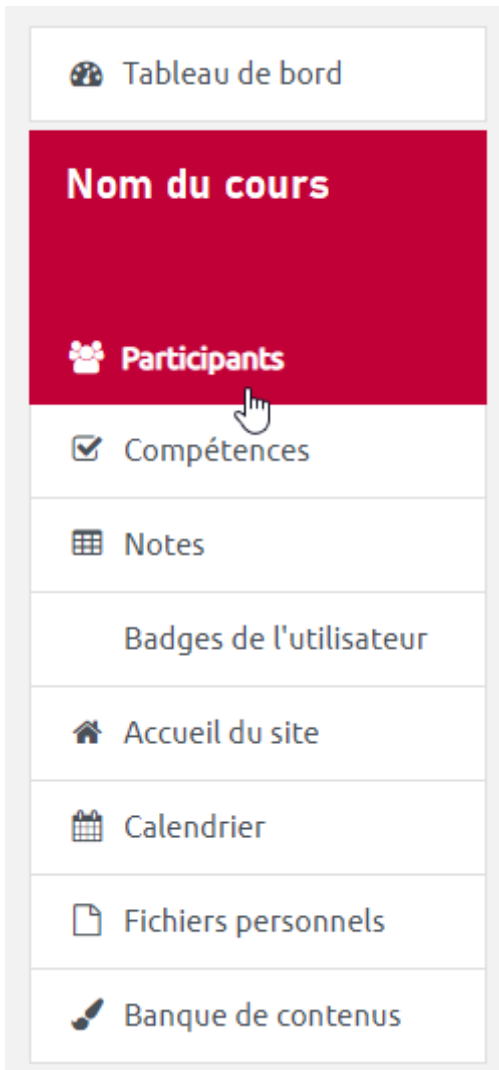 Tableau de bord
Nom du cours
Participants
Compétences
Notes
Badges de l'utilisateur
Accueil du site
Calendrier
Fichiers personnels
Banque de contenus